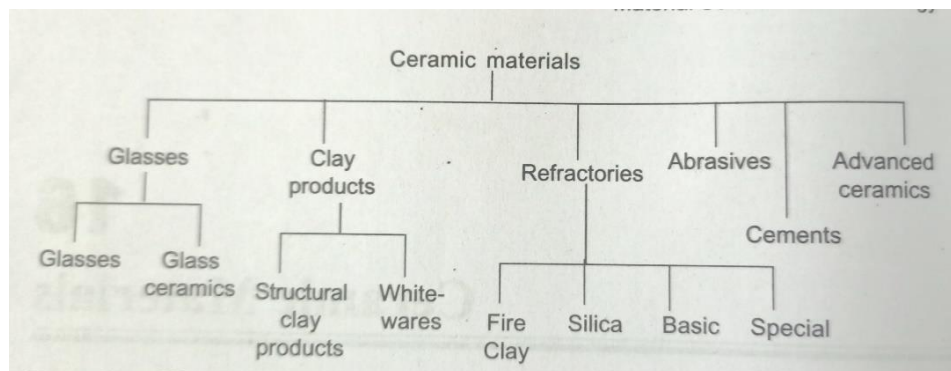 Ceramic materials
Glasses
Clay
products
Refractories
Abrasives
Cements
Advanced
ceramics
Glasses
Glass
ceramics
Structural
clay
products
White-
wares
Fire
Clay
Silica
Basic
Special